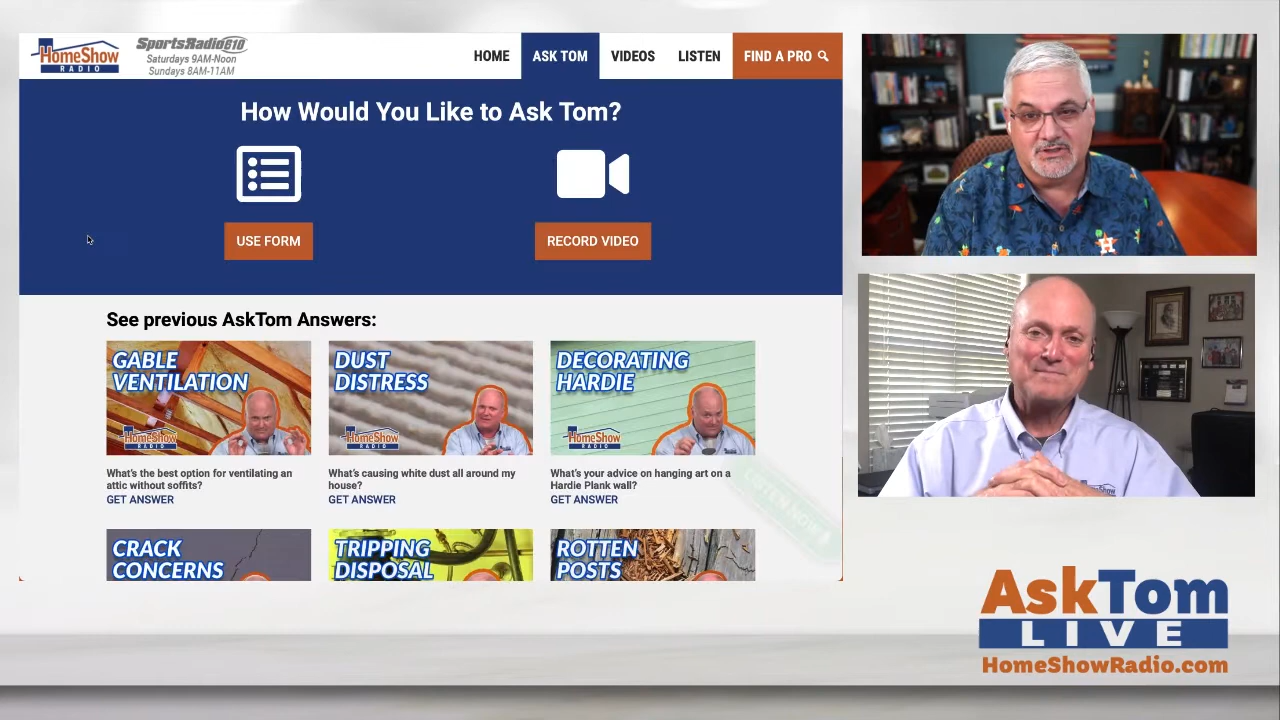 HomeShow
RADIO
SportsRadio610
Saturdays 9AM-Noon
Sundays 8AM-11AM
HOME
ASK TOM
VIDEOS
LISTEN
FIND A PRO
How Would You Like to Ask Tom?
USE FORM
RECORD VIDEO
See previous AskTom Answers:
GABLE
VENTILATION
HomeShow
RADIO
DUST
DISTRESS
HomeShow
RADIO
DECORATING
HARDIE
HomeShow
RADIO
What's the best option for ventilating an
attic without soffits?
GET ANSWER
What's causing white dust all around my
house?
GET ANSWER
What's your advice on hanging art on a
Hardie Plank wall?
GET ANSWER
LISTEN NOW
CRACK
CONCERNS
TRIPPING
DISPOSAL
ROTTEN
POSTS
AskTom
LIVE
HomeShowRadio.com